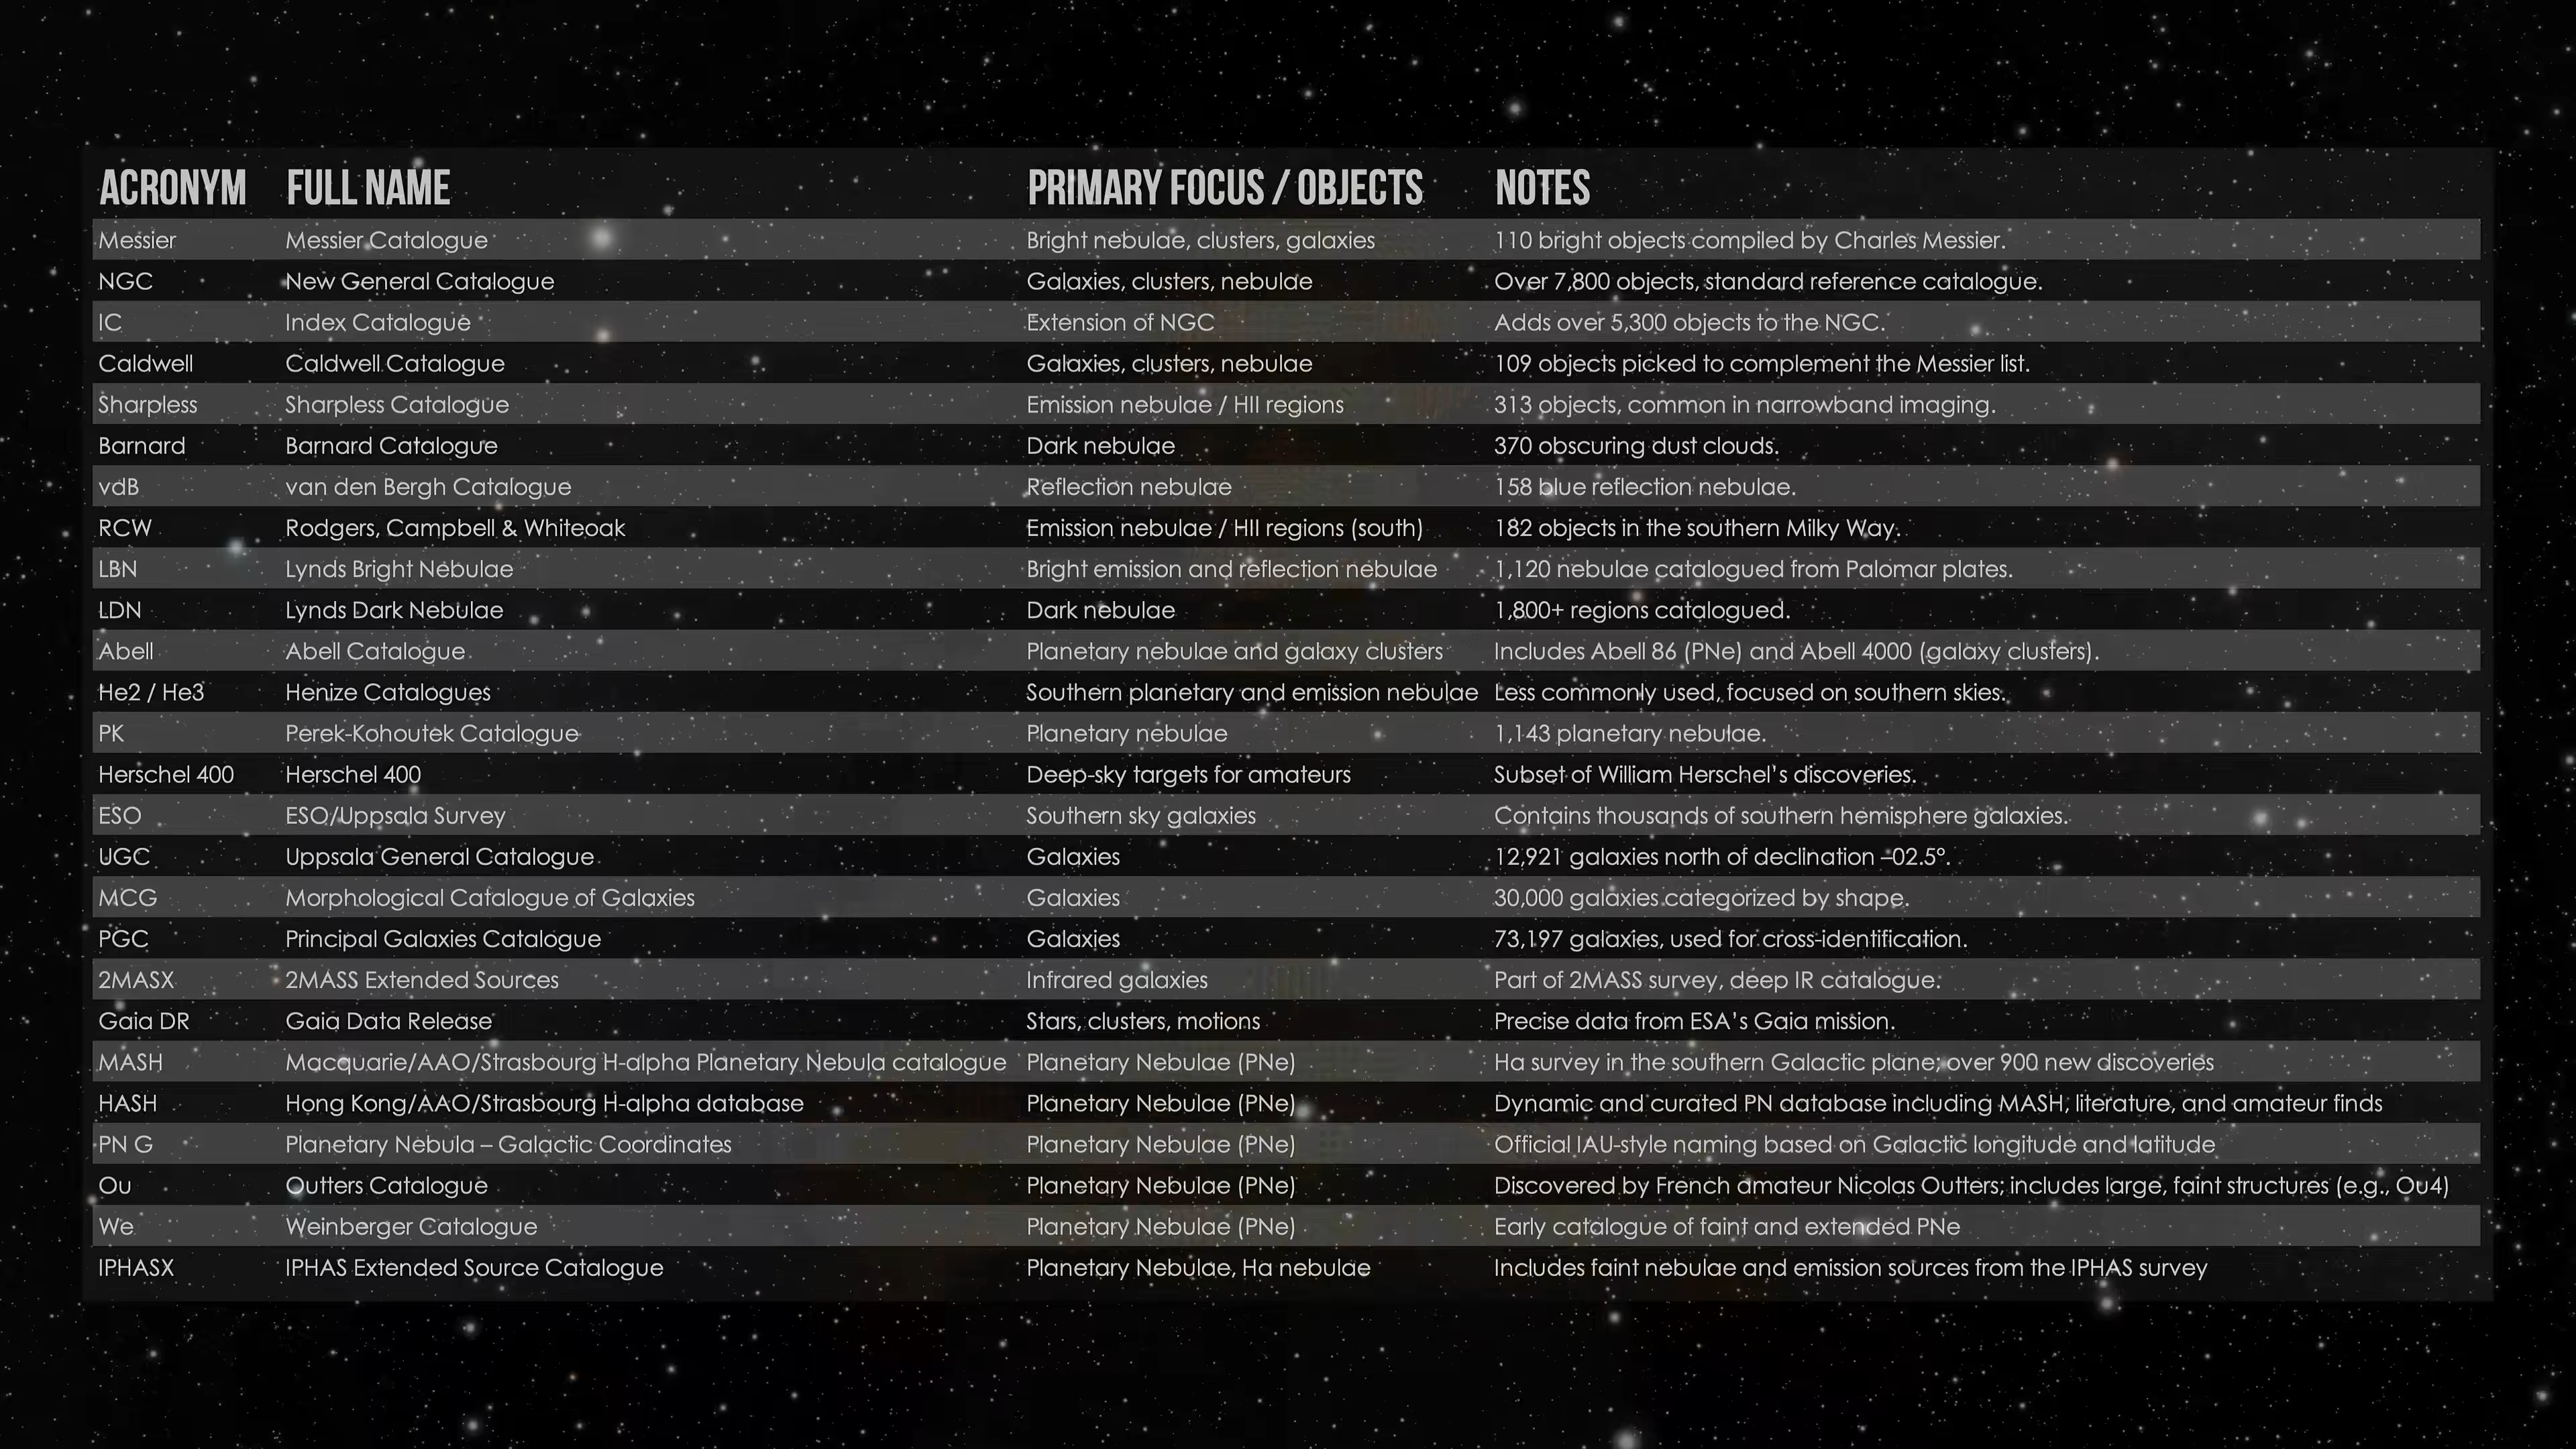 ACRONYM FULL NAME PRIMARY FOCUS / OBJECTS NOTES
Messier Messier Catalogue Bright nebulae, clusters, galaxies 110 bright objects compiled by Charles Messier.
NGC New General Catalogue Galaxies, clusters, nebulae Over 7,800 objects, standard reference catalogue.
IC Index Catalogue Extension of NGC Adds over 5,300 objects to the NGC.
Caldwell Caldwell Catalogue Galaxies, clusters, nebulae 109 objects picked to complement the Messier list.
Sharpless Sharpless Catalogue Emission nebulae / HII regions 313 objects, common in narrowband imaging.
Barnard Barnard Catalogue Dark nebulae 370 obscuring dust clouds.
vdB van den Bergh Catalogue Reflection nebulae 158 blue reflection nebulae.
RCW Rodgers, Campbell & Whiteoak Emission nebulae / HII regions (south) 182 objects in the southern Milky Way.
LBN Lynds Bright Nebulae Bright emission and reflection nebulae 1,120 nebulae catalogued from Palomar plates.
LDN Lynds Dark Nebulae Dark nebulae 1,800+ regions catalogued.
Abell Abell Catalogue Planetary nebulae and galaxy clusters Includes Abell 86 (PNe) and Abell 4000 (galaxy clusters).
He2 / He3 Henize Catalogues Southern planetary and emission nebulae Less commonly used, focused on southern skies.
PK Perek-Kohoutek Catalogue Planetary nebulae 1,143 planetary nebulae.
Herschel 400 Herschel 400 Deep-sky targets for amateurs Subset of William Herschel's discoveries.
ESO ESO/Uppsala Survey Southern sky galaxies Contains thousands of southern hemisphere galaxies.
UGC Uppsala General Catalogue Galaxies 12,921 galaxies north of declination –02.5°.
MCG Morphological Catalogue of Galaxies Galaxies 30,000 galaxies categorized by shape.
PGC Principal Galaxies Catalogue Galaxies 73,197 galaxies, used for cross-identification.
2MASX 2MASS Extended Sources Infrared galaxies Part of 2MASS survey, deep IR catalogue.
Gaia DR Gaia Data Release Stars, clusters, motions Precise data from ESA's Gaia mission.
MASH Macquarie/AAO/Strasbourg H-alpha Planetary Nebula catalogue Planetary Nebulae (PNe) Ha survey in the southern Galactic plane; over 900 new discoveries
HASH Hong Kong/AAO/Strasbourg H-alpha database Planetary Nebulae (PNe) Dynamic and curated PN database including MASH, literature, and amateur finds
PN G Planetary Nebula – Galactic Coordinates Planetary Nebulae (PNe) Official IAU-style naming based on Galactic longitude and latitude
Ou Outters Catalogue Planetary Nebulae (PNe) Discovered by French amateur Nicolas Outters; includes large, faint structures (e.g., Ou4)
We Weinberger Catalogue Planetary Nebulae (PNe) Early catalogue of faint and extended PNe
IPHASX IPHAS Extended Source Catalogue Planetary Nebulae, Ha nebulae Includes faint nebulae and emission sources from the IPHAS survey